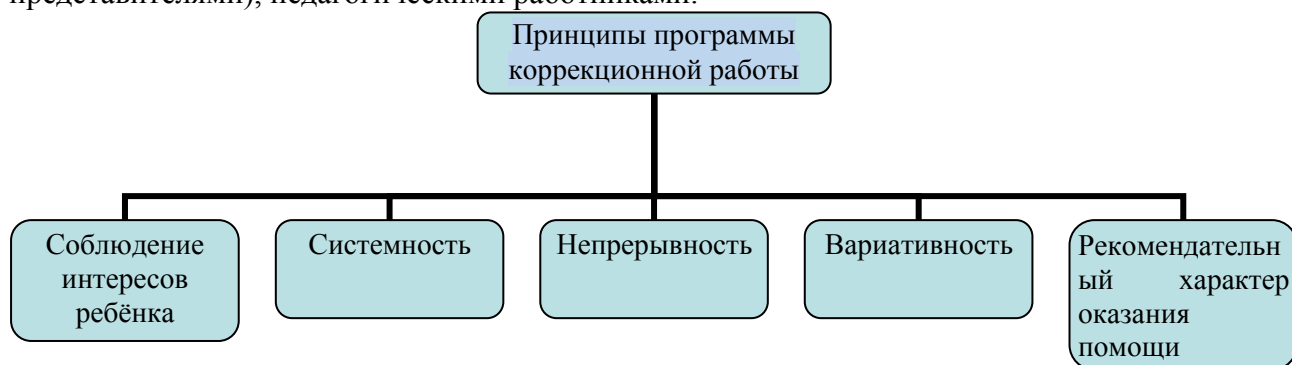 представителями), педагогическими работниками.
Принципы программы
коррекционной работы
Соблюдение
интересов
ребёнка
Системность
Непрерывность
Вариативность
Рекомендательн
ый характер
оказания
помощи